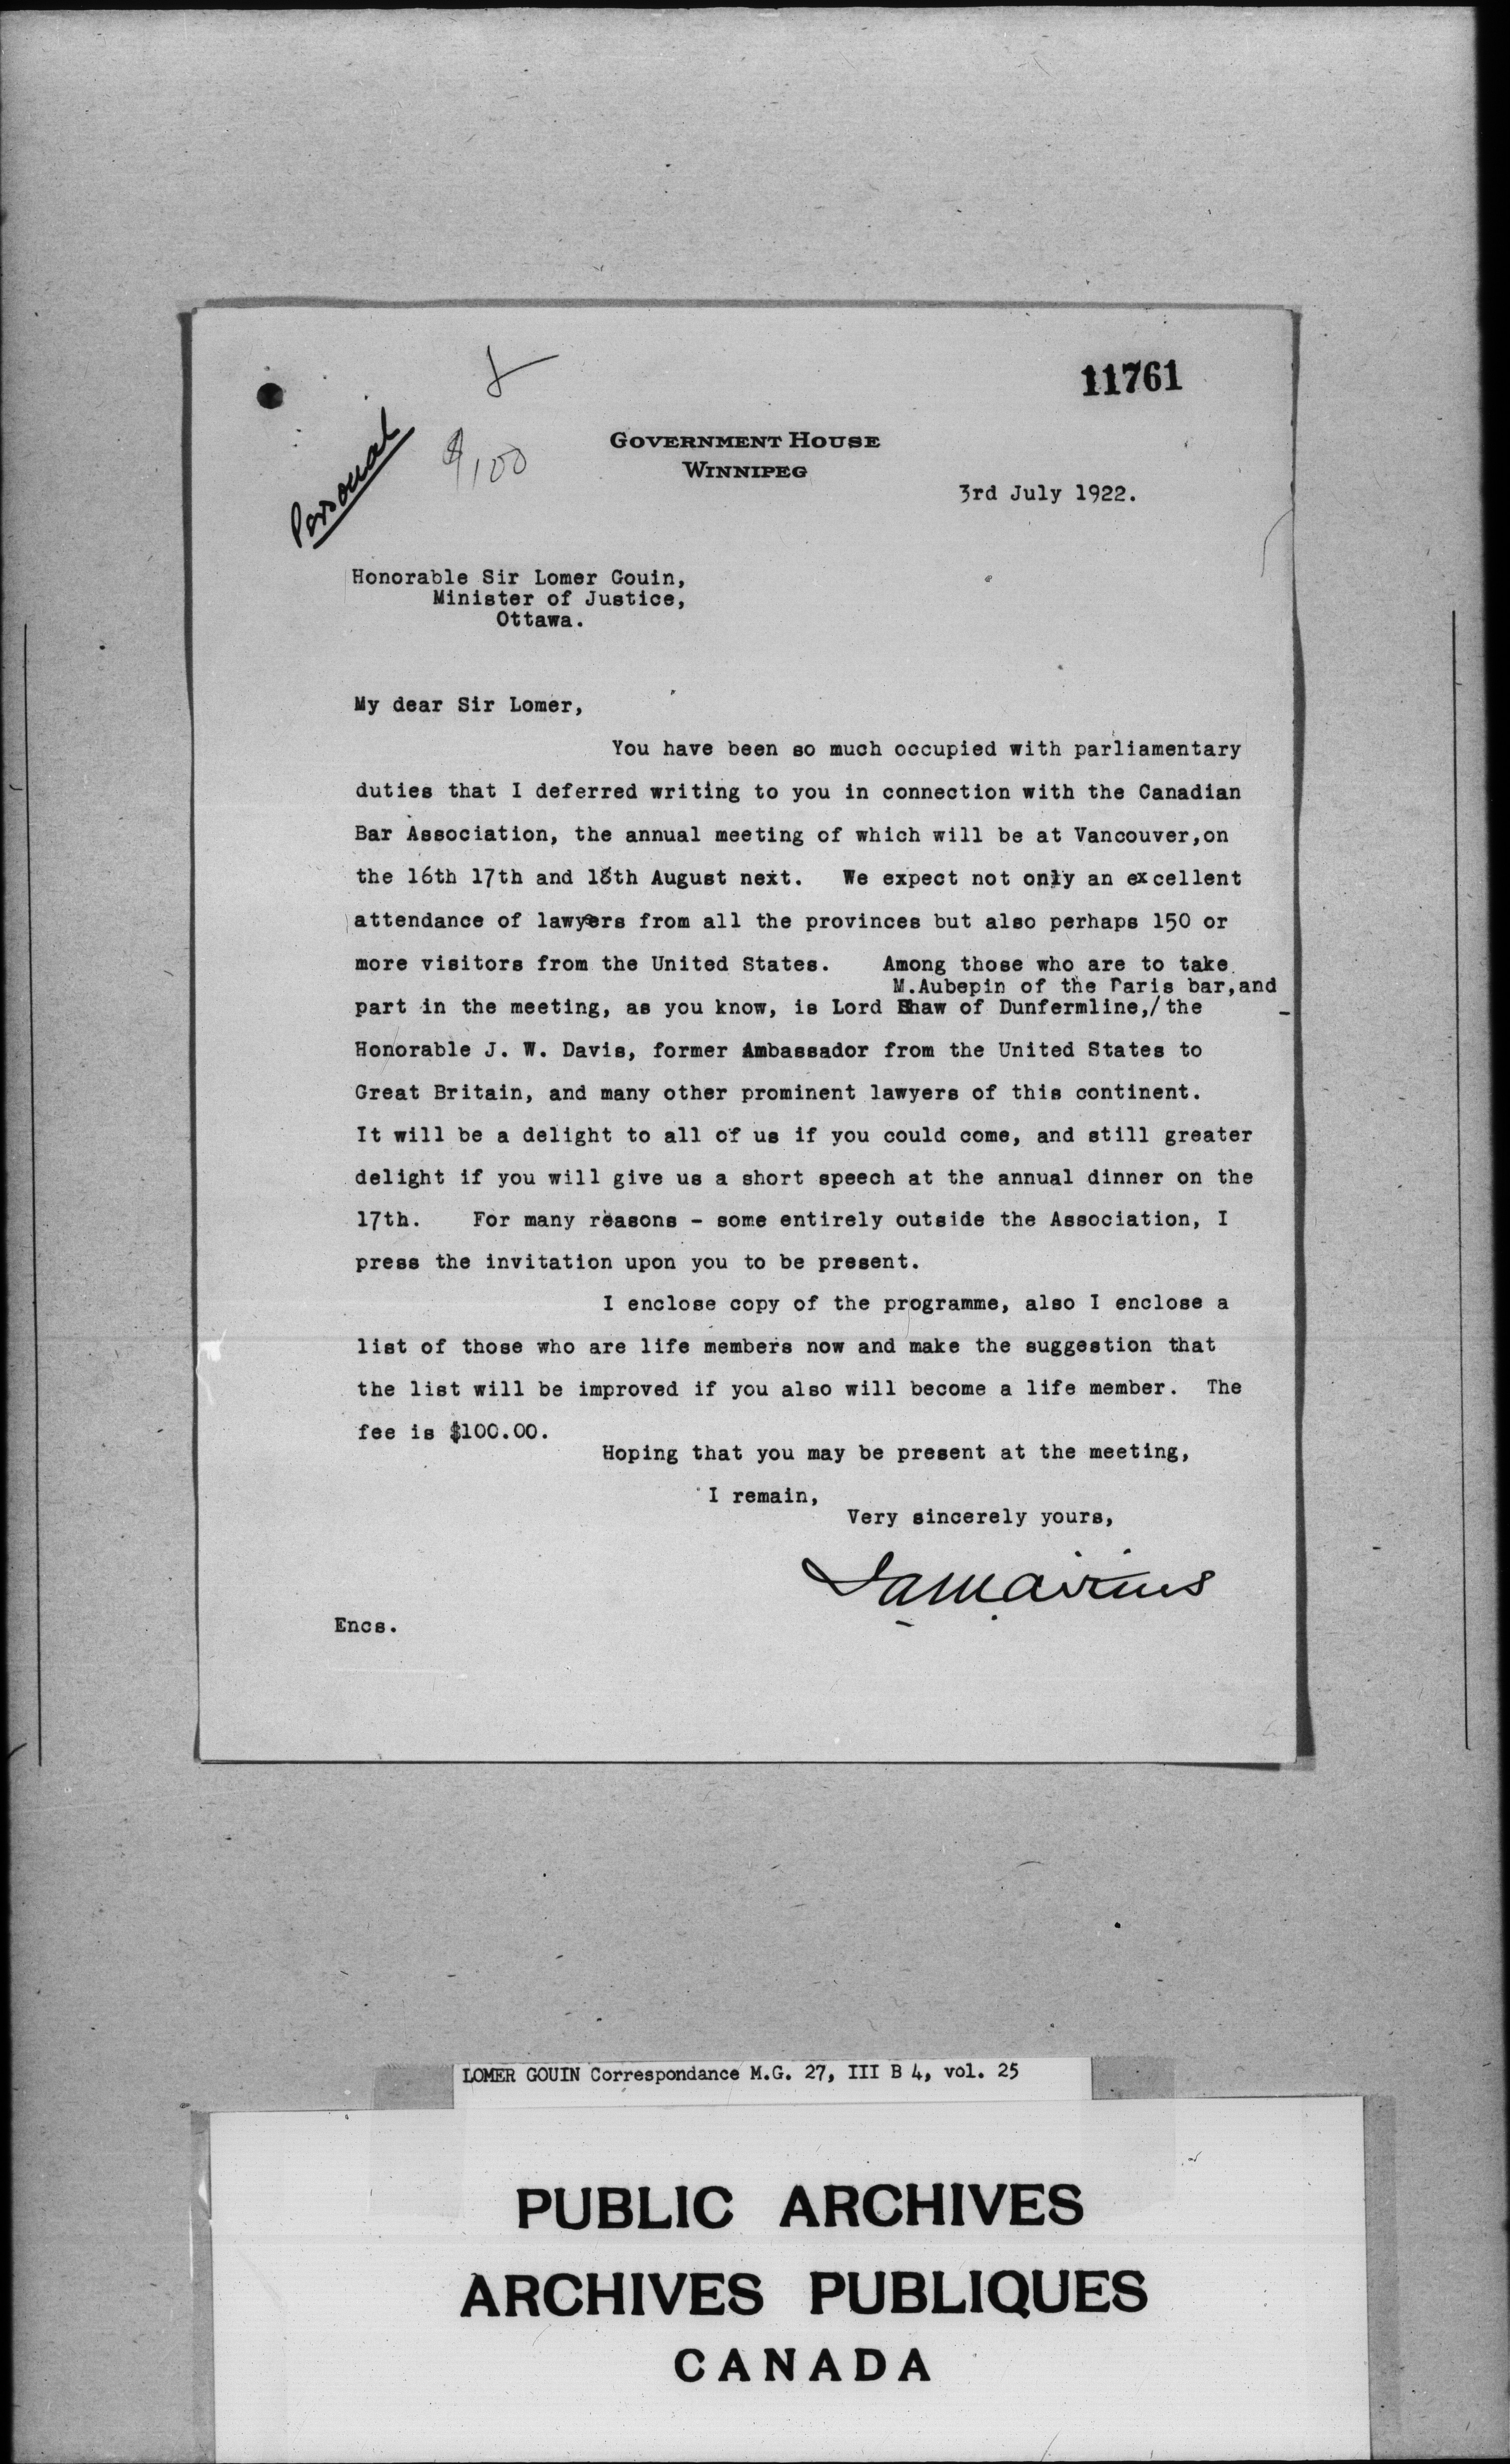 11761
Personal
$100
GOVERNMENT HOUSE
WINNIPEG
3rd July 1922.
Honorable Sir Lomer Gouin,
Minister of Justice,
Ottawa.
My dear Sir Lomer,
You have been so much occupied with parliamentary
duties that I deferred writing to you in connection with the Canadian
Bar Association, the annual meeting of which will be at Vancouver,on
the 16th 17th and 18th August next. We expect not only an excellent
attendance of lawyers from all the provinces but also perhaps 150 or
more visitors from the United States. Among those who are to take
M.Aubepin of the Paris bar,and
part in the meeting, as you know, is Lord Shaw of Dunfermline,/the
Honorable J. W. Davis, former Ambassador from the United States to
Great Britain, and many other prominent lawyers of this continent.
It will be a delight to all of us if you could come, and still greater
delight if you will give us a short speech at the annual dinner on the
17th. For many reasons - some entirely outside the Association, I
press the invitation upon you to be present.
I enclose copy of the programme, also I enclose a
list of those who are life members now and make the suggestion that
the list will be improved if you also will become a life member. The
fee is $100.00.
Hoping that you may be present at the meeting,
I remain,
Very sincerely yours,
Encs.
LOMER GOUIN Correspondance M.G. 27, III B 4, vol. 25
PUBLIC ARCHIVES
ARCHIVES PUBLIQUES
CANADA